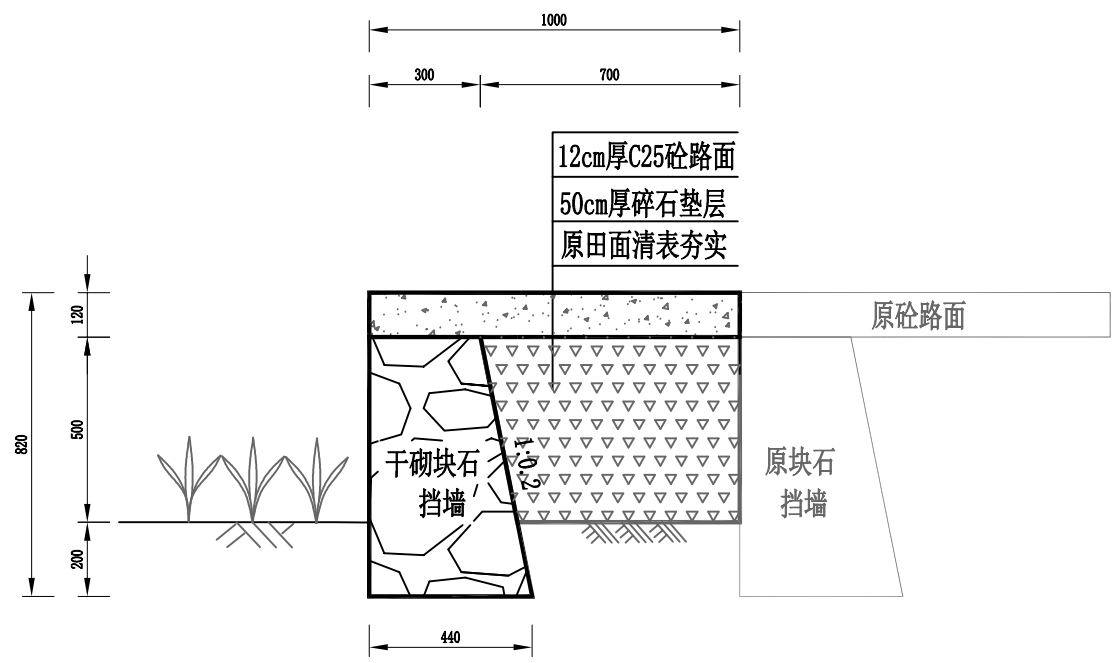 1000
300
700
12cm厚C25砼路面
50cm厚碎石垫层
原田面清表夯实
120
原砼路面
820
500
1:0.2
干砌块石
挡墙
原块石
挡墙
200
440